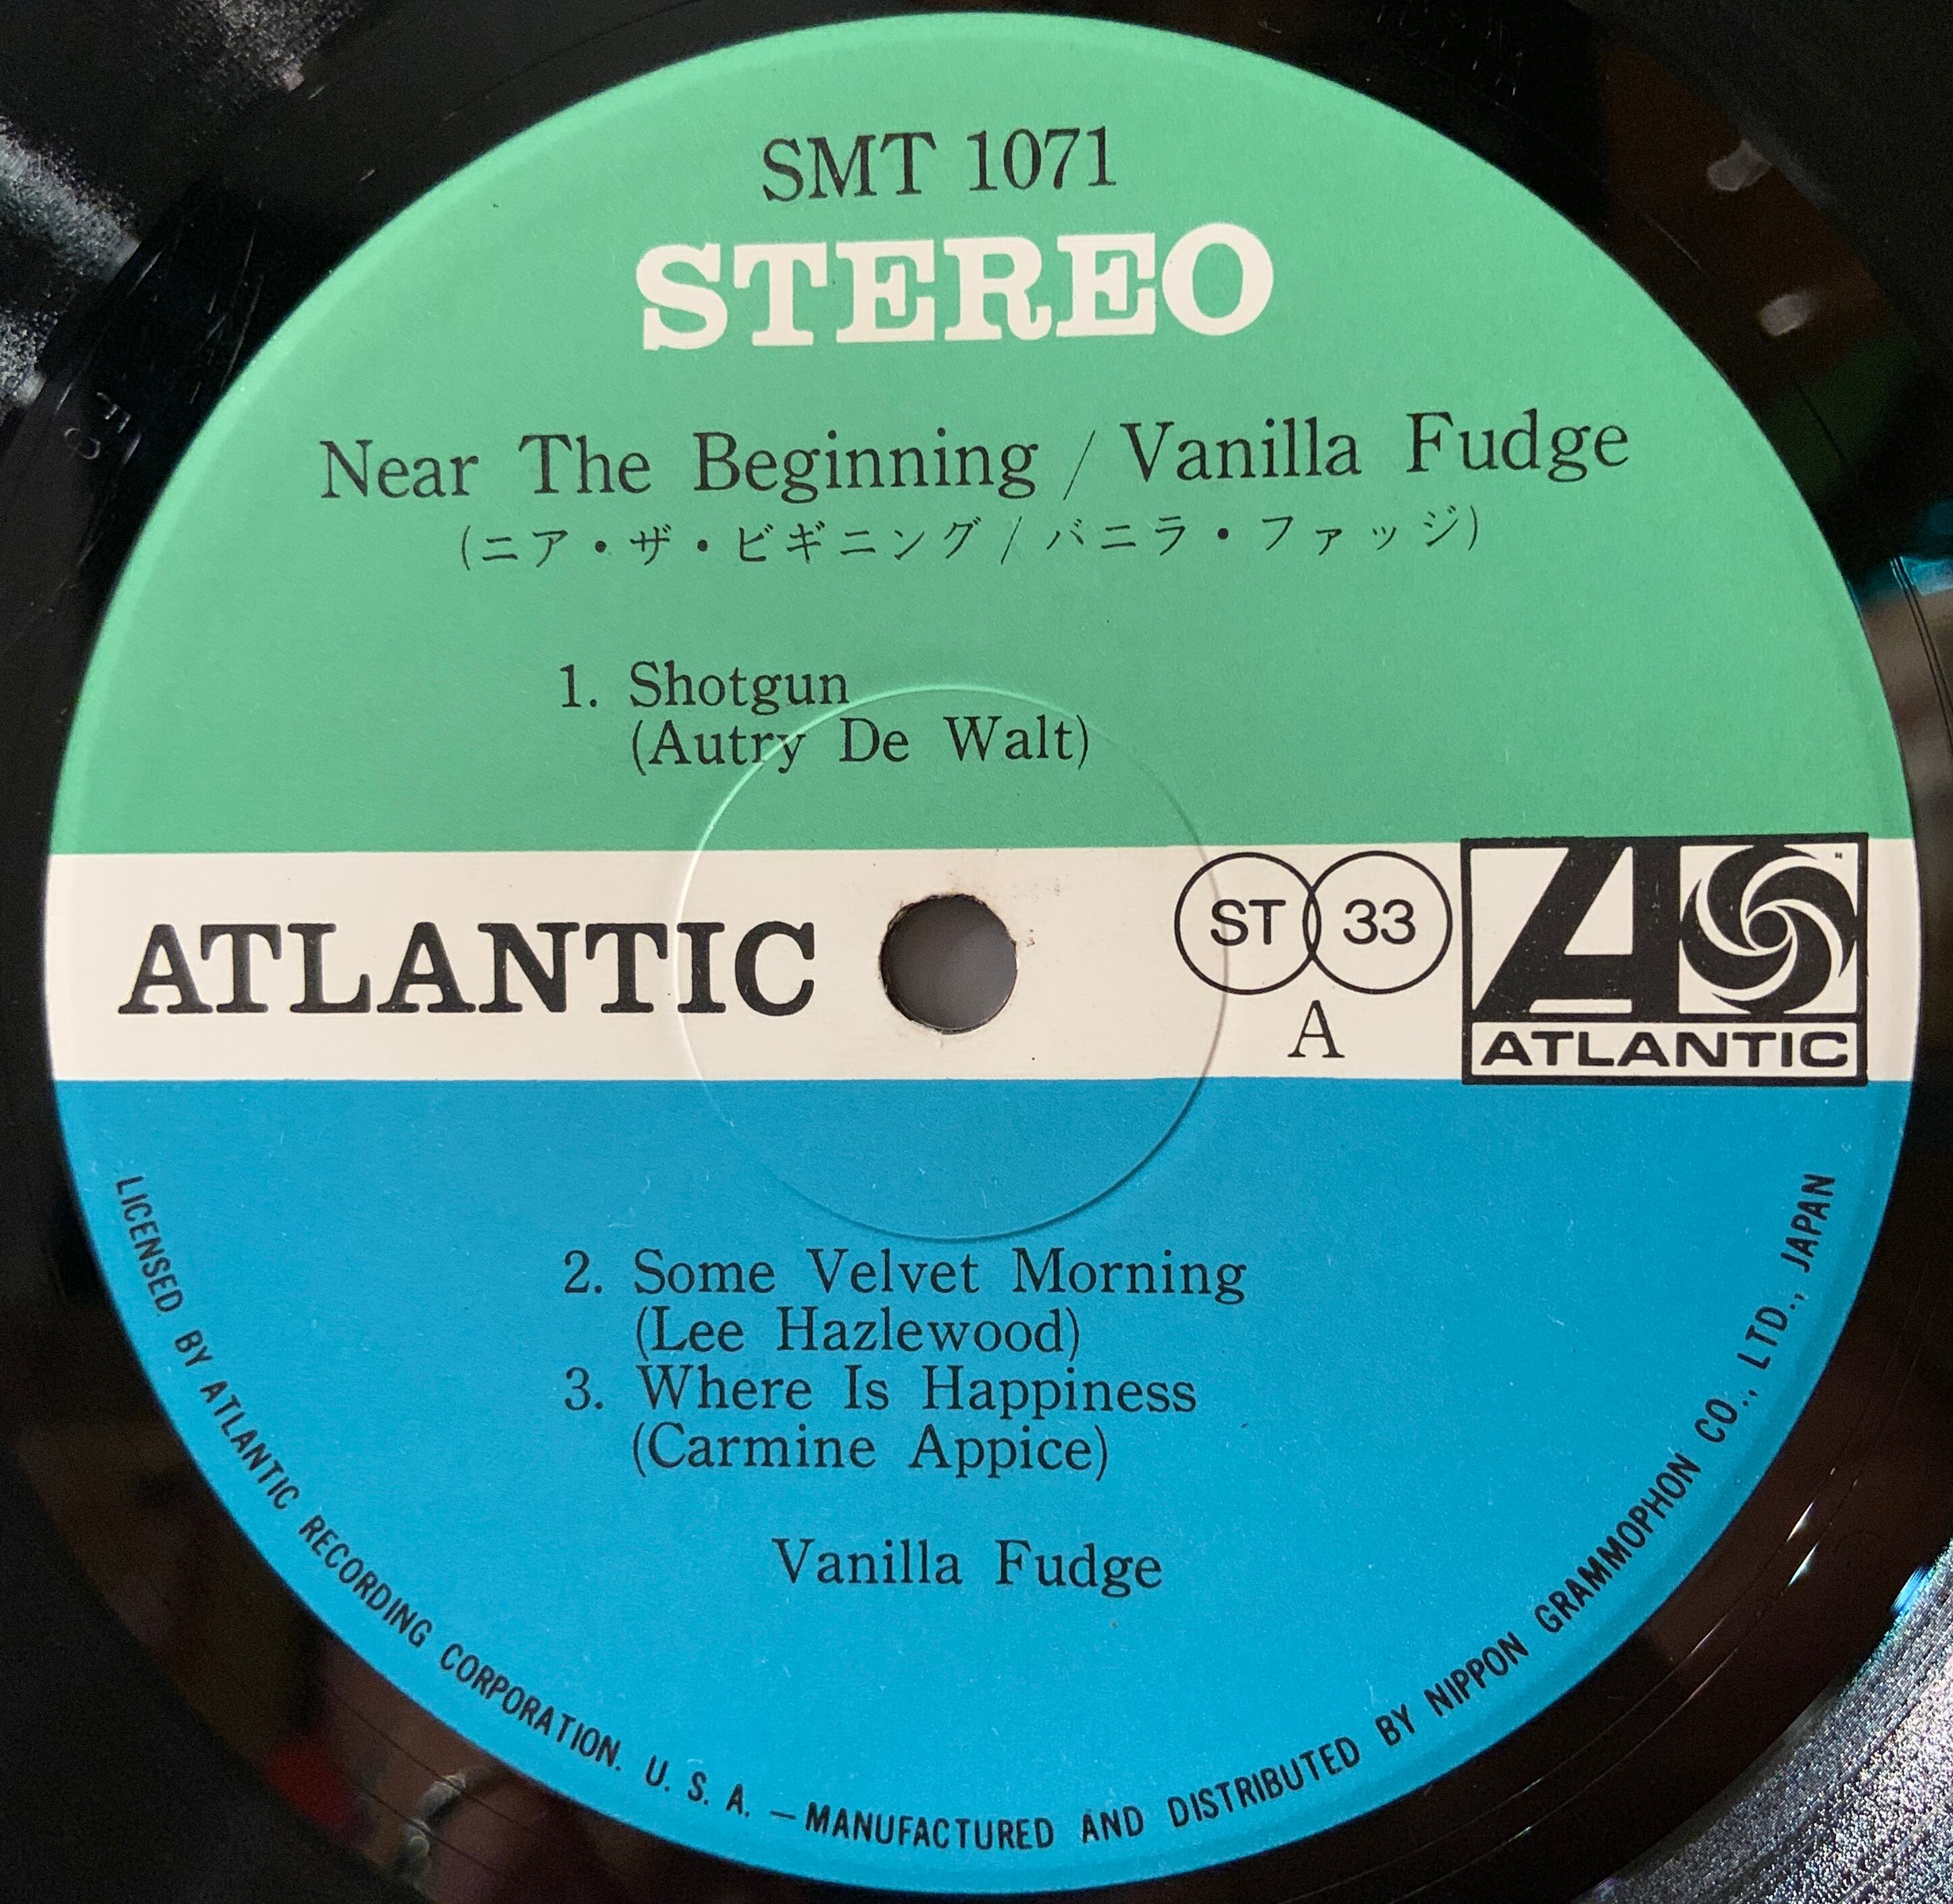 SMT 1071
STEREO
Near The Beginning / Vanilla Fudge
(ニア・ザ・ビギニング / バニラ・ファッジ)
1. Shotgun
(Autry De Walt)
ATLANTIC
ST 33
A
ATLANTIC
2. Some Velvet Morning
(Lee Hazlewood)
3. Where Is Happiness
(Carmine Appice)
Vanilla Fudge
LICENSED BY ATLANTIC RECORDING CORPORATION. U. S. A. — MANUFACTURED AND DISTRIBUTED BY NIPPON GRAMMOPHON CO., LTD., JAPAN